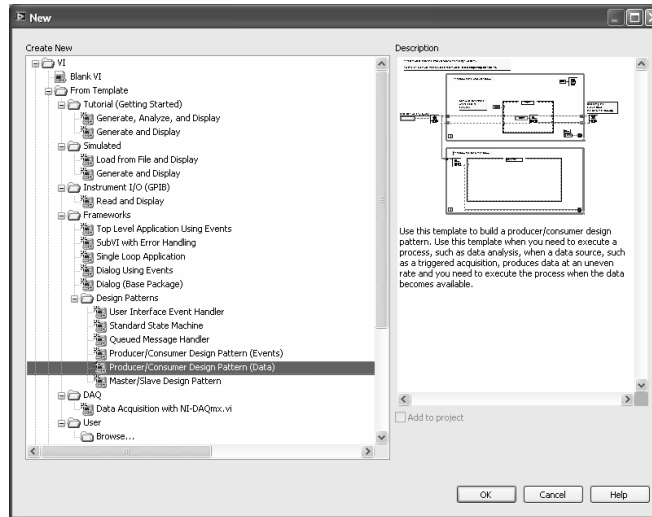 New
Create New
VI
Blank VI
From Template
Tutorial (Getting Started)
Generate, Analyze, and Display
Generate and Display
Simulated
Load from File and Display
Generate and Display
Instrument I/O (GPIB)
Read and Display
Frameworks
Top Level Application Using Events
SubVI with Error Handling
Single Loop Application
Dialog Using Events
Dialog (Base Package)
Design Patterns
User Interface Event Handler
Standard State Machine
Queued Message Handler
Producer/Consumer Design Pattern (Events)
Producer/Consumer Design Pattern (Data)
Master/Slave Design Pattern
DAQ
Data Acquisition with NI-DAQmx.vi
User
Browse...
Description
Use this template to build a producer/consumer design
pattern. Use this template when you need to execute a
process, such as data analysis, when a data source, such
as a triggered acquisition, produces data at an uneven
rate and you need to execute the process when the data
becomes available.
Add to project
OK
Cancel
Help